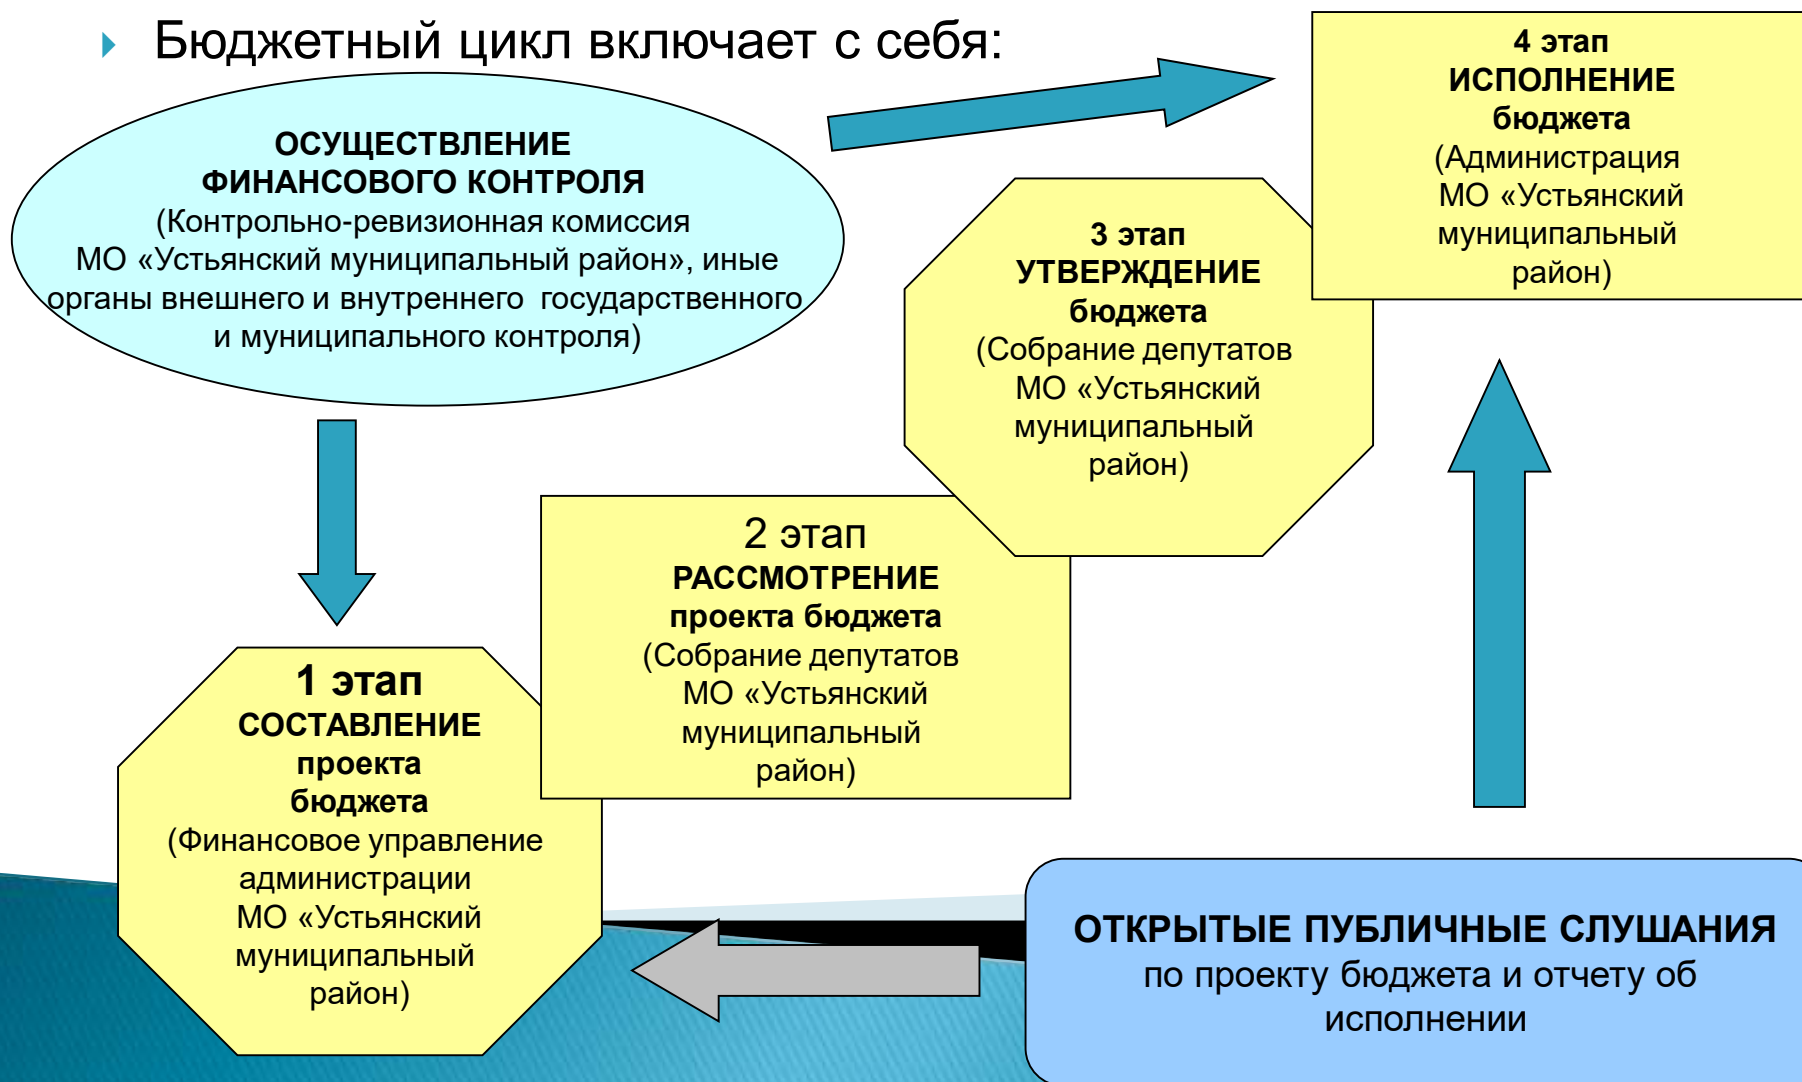 Бюджетный цикл включает с себя:
ОСУЩЕСТВЛЕНИЕ
ФИНАНСОВОГО КОНТРОЛЯ
(Контрольно-ревизионная комиссия
МО «Устьянский муниципальный район», иные
органы внешнего и внутреннего государственного
и муниципального контроля)
4 этап
ИСПОЛНЕНИЕ
бюджета
(Администрация
МО «Устьянский
муниципальный
район)
3 этап
УТВЕРЖДЕНИЕ
бюджета
(Собрание депутатов
МО «Устьянский
муниципальный
район)
2 этап
РАССМОТРЕНИЕ
проекта бюджета
(Собрание депутатов
МО «Устьянский
муниципальный
район)
1 этап
СОСТАВЛЕНИЕ
проекта
бюджета
(Финансовое управление
администрации
МО «Устьянский
муниципальный
район)
ОТКРЫТЫЕ ПУБЛИЧНЫЕ СЛУШАНИЯ
по проекту бюджета и отчету об
исполнении